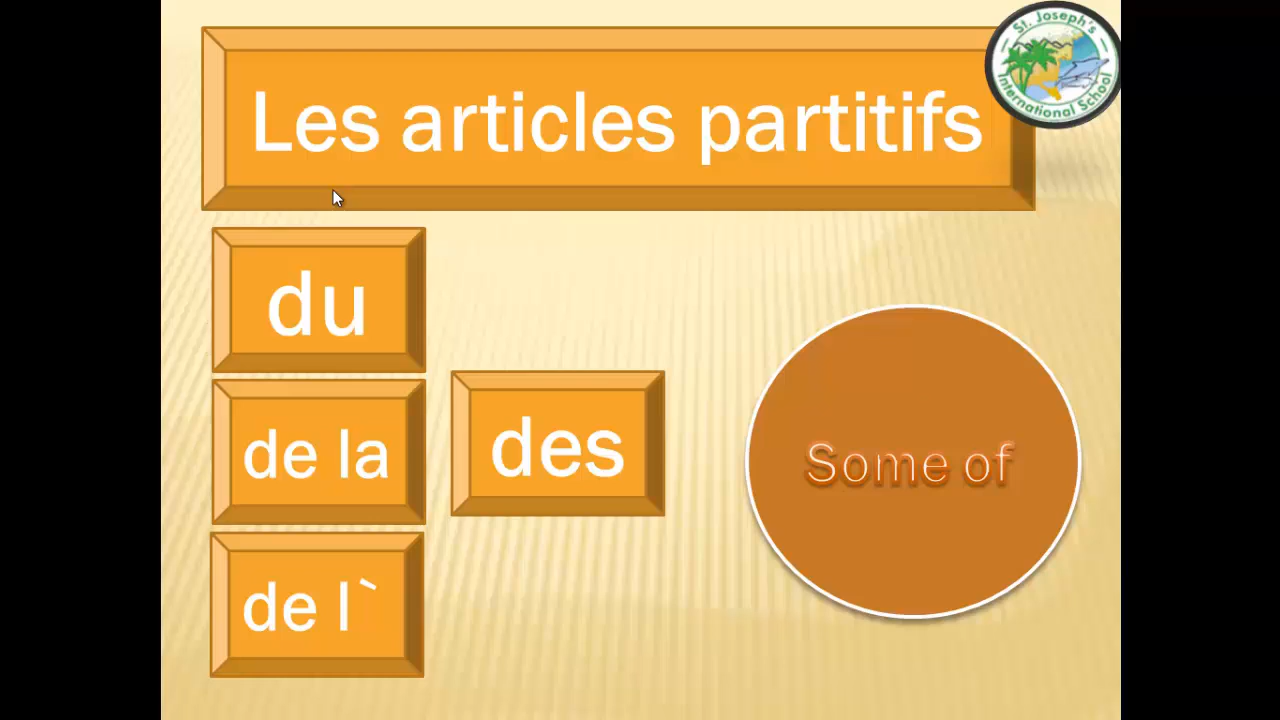 St. Joseph's
International School
Les articles partitifs
du
de la
des
de l`
Some of